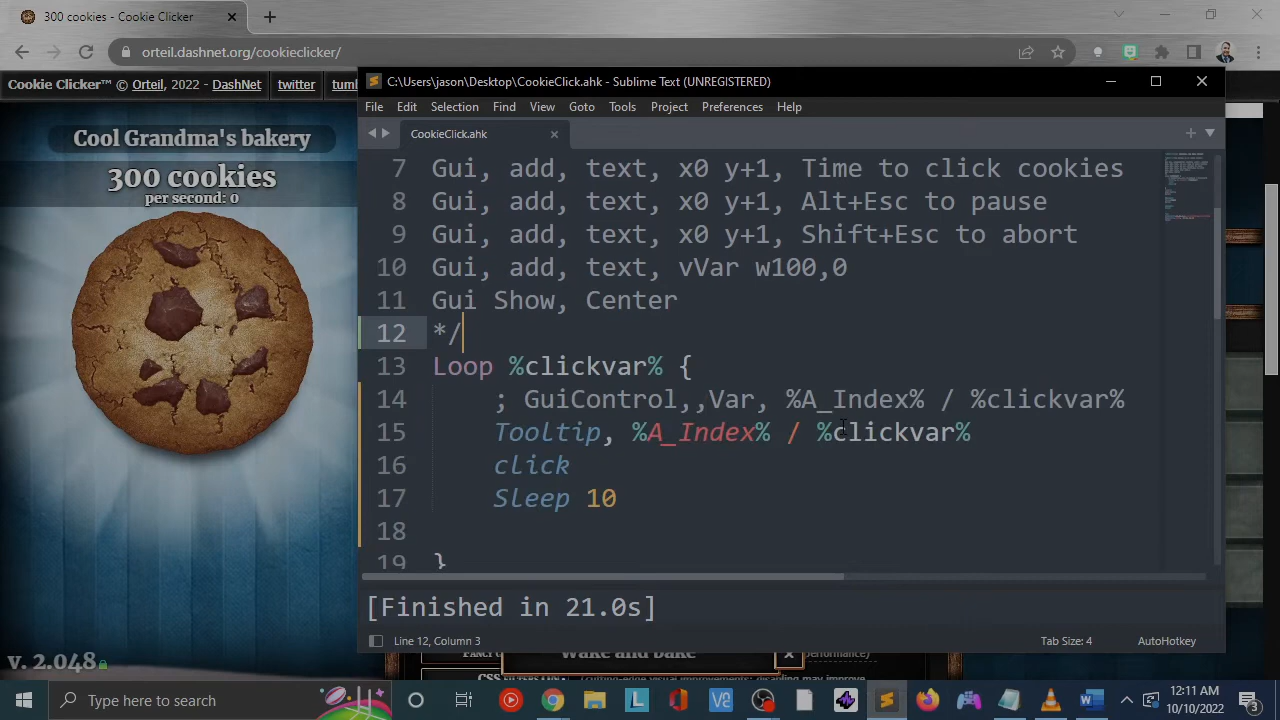 300 cookies - Cookie Clicker
orteil.dashnet.org/cookieclicker/
Cookie Clicker™ © Orteil, 2022 - DashNet
twitter
tuml
Cool Grandma's bakery
300 cookies
per second: 0
v. 2.048
C:\Users\jason\Desktop\CookieClick.ahk - Sublime Text (UNREGISTERED)
File Edit Selection Find View Goto Tools Project Preferences Help
CookieClick.ahk
7 Gui, add, text, x0 y+1, Time to click cookies
8 Gui, add, text, x0 y+1, Alt+Esc to pause
9 Gui, add, text, x0 y+1, Shift+Esc to abort
10 Gui, add, text, vVar w100,0
11 Gui Show, Center
12 */
13 Loop %clickvar% {
14 ; GuiControl,,Var, %A_Index% / %clickvar%
15 Tooltip, %A_Index% / %clickvar%
16 click
17 Sleep 10
18
19 }
[Finished in 21.0s]
Line 12, Column 3
Tab Size: 4
AutoHotkey
Wake and bake
performance)
Type here to search
12:11 AM
10/10/2022
3